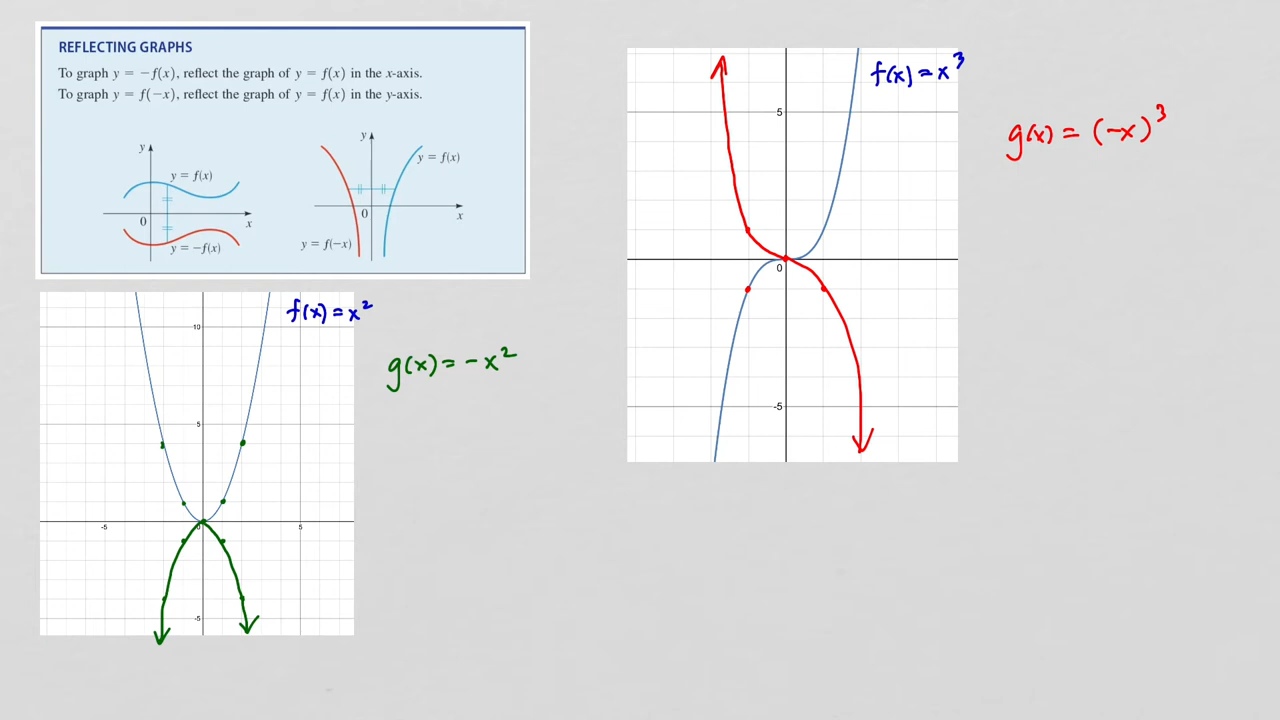 REFLECTING GRAPHS
To graph y = −f(x), reflect the graph of y = f(x) in the x-axis.
To graph y = f(−x), reflect the graph of y = f(x) in the y-axis.
y
y = f(x)
0
x
y = −f(x)
y
y = f(x)
0
x
y = f(−x)
f(x) = x²
10
5
-5
0
5
-5
g(x) = -x²
f(x) = x³
5
0
-5
g(x) = (-x)³